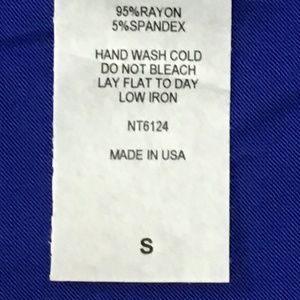 95%RAYON
5%SPANDEX
HAND WASH COLD
DO NOT BLEACH
LAY FLAT TO DAY
LOW IRON
NT6124
MADE IN USA
S